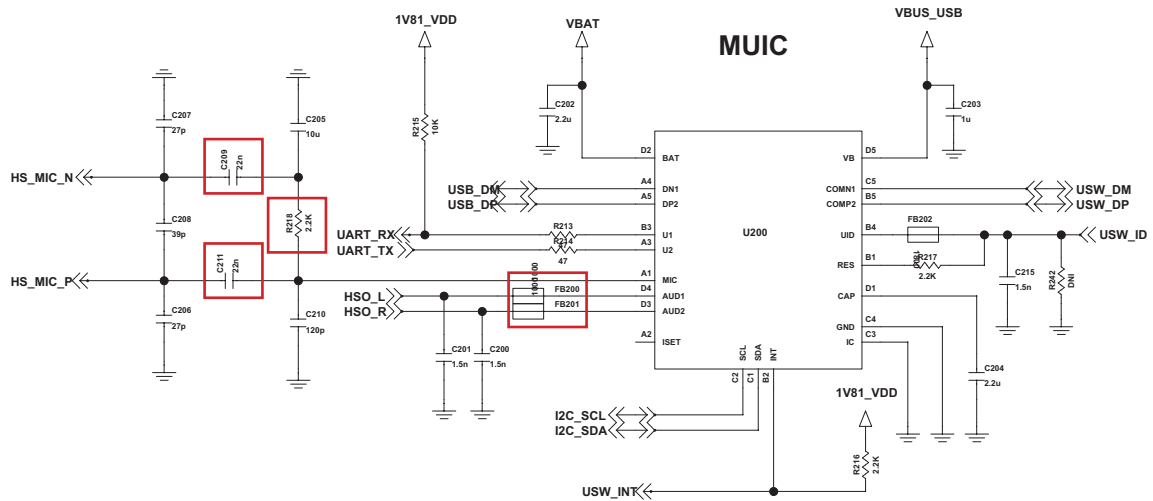 MUIC
1V81_VDD
VBAT
VBUS_USB
C207
27p
C205
10u
C209
22n
HS_MIC_N
C208
39p
R218
2.2K
C211
22n
HS_MIC_P
C206
27p
C210
120p
R215
10K
C202
2.2u
C203
1u
USB_DM
USB_DP
UART_RX
UART_TX
R213
R214
47
HSO_L
HSO_R
1000
1000
FB200
FB201
C201
1.5n
C200
1.5n
D2
BAT
A4
DN1
A5
DP2
B3
U1
A3
U2
A1
MIC
D4
AUD1
D3
AUD2
A2
ISET
U200
D5
VB
C5
COMN1
B5
COMP2
B4
UID
B1
RES
D1
CAP
C4
GND
C3
IC
SCL
SDA
INT
C2
C1
B2
USW_DM
USW_DP
FB202
USW_ID
R217
2.2K
C215
1.5n
R242
DNI
C204
2.2u
I2C_SCL
I2C_SDA
1V81_VDD
R216
2.2K
USW_INT